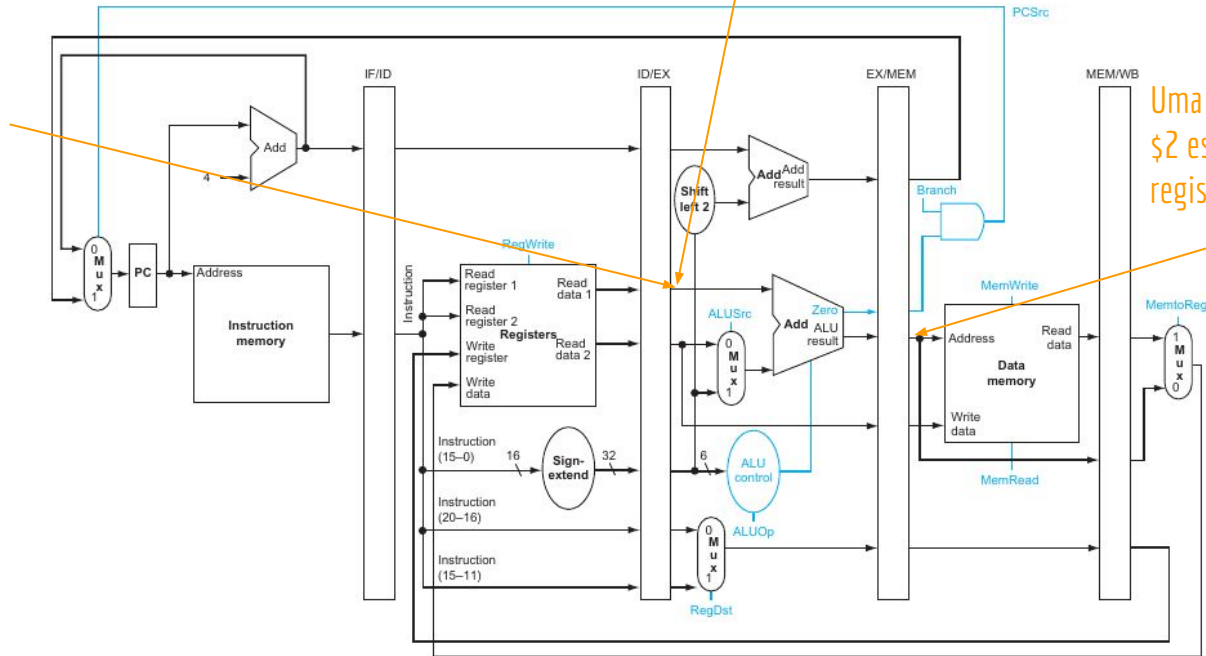 PCSrc
IF/ID
ID/EX
EX/MEM
MEM/WB
Uma
$2 es
regis
Add
4
Shift
left 2
Add
Add
result
Branch
0
M
u
x
1
PC
Address
Instruction
memory
Instruction
RegWrite
Read
register 1
Read
register 2
Write
register
Write
data
Registers
Read
data 1
Read
data 2
ALUSrc
0
M
u
x
1
Zero
Add
ALU
result
MemWrite
Address
Read
data
Data
memory
Write
data
MemRead
MemtoReg
1
M
u
x
0
Instruction
(15–0)
16
Sign-
extend
32
6
ALU
control
ALUOp
Instruction
(20–16)
Instruction
(15–11)
0
M
u
x
1
RegDst